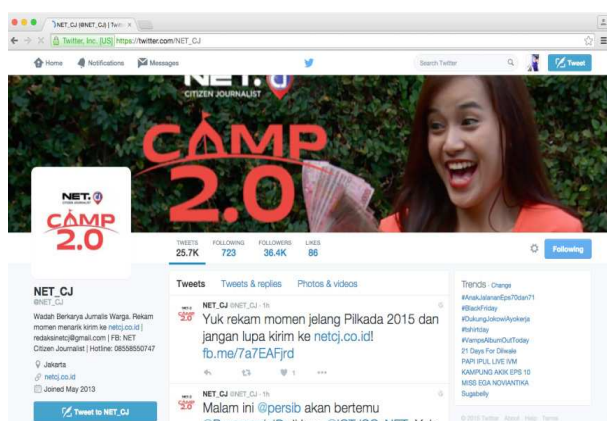 NET_CJ (@NET_CJ) | Twitt
Twitter, Inc. [US] https://twitter.com/NET_CJ
Home Notifications Messages Search Twitter Tweet
NET.
CITIZEN JOURNALIST
CAMP
2.0
NET.
CAMP
2.0
TWEETS FOLLOWING FOLLOWERS LIKES
25.7K 723 36.4K 86
Following
NET_CJ
@NET_CJ
Wadah Berkarya Jurnalis Warga. Rekam
momen menarik kirim ke netcj.co.id |
redaksinetcj@gmail.com | FB: NET
Citizen Journalist | Hotline: 08558550747
Jakarta
netcj.co.id
Joined May 2013
Tweet to NET_CJ
Tweets Tweets & replies Photos & videos
NET_CJ @NET_CJ · 1h
Yuk rekam momen jelang Pilkada 2015 dan
jangan lupa kirim ke netcj.co.id!
fb.me/7a7EAFjrd
1
NET_CJ @NET_CJ · 1h
Malam ini @persib akan bertemu
Trends · Change
#AnakJalananEps70dan71
#BlackFriday
#DukungJokowiAyokerja
#tshirtday
#VampsAlbumOutToday
21 Days For Dilwale
PAPI IPUL LIVE IVM
KAMPUNG AKIK EPS 10
MISS EQA NOVIANTIKA
Sugabelly
© 2015 Twitter About Help Terms